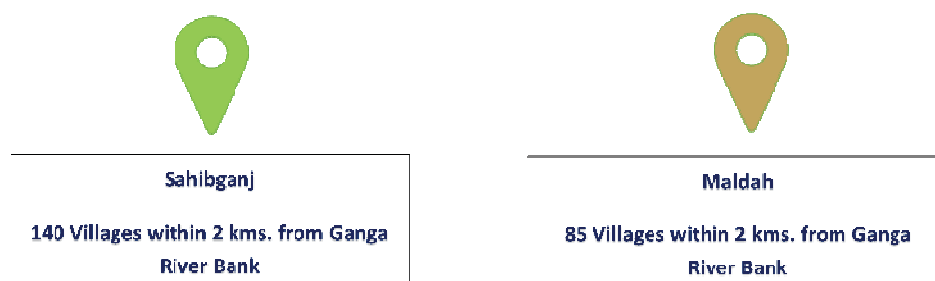 Sahibganj
140 Villages within 2 kms. from Ganga
River Bank
Maldah
85 Villages within 2 kms. from Ganga
River Bank